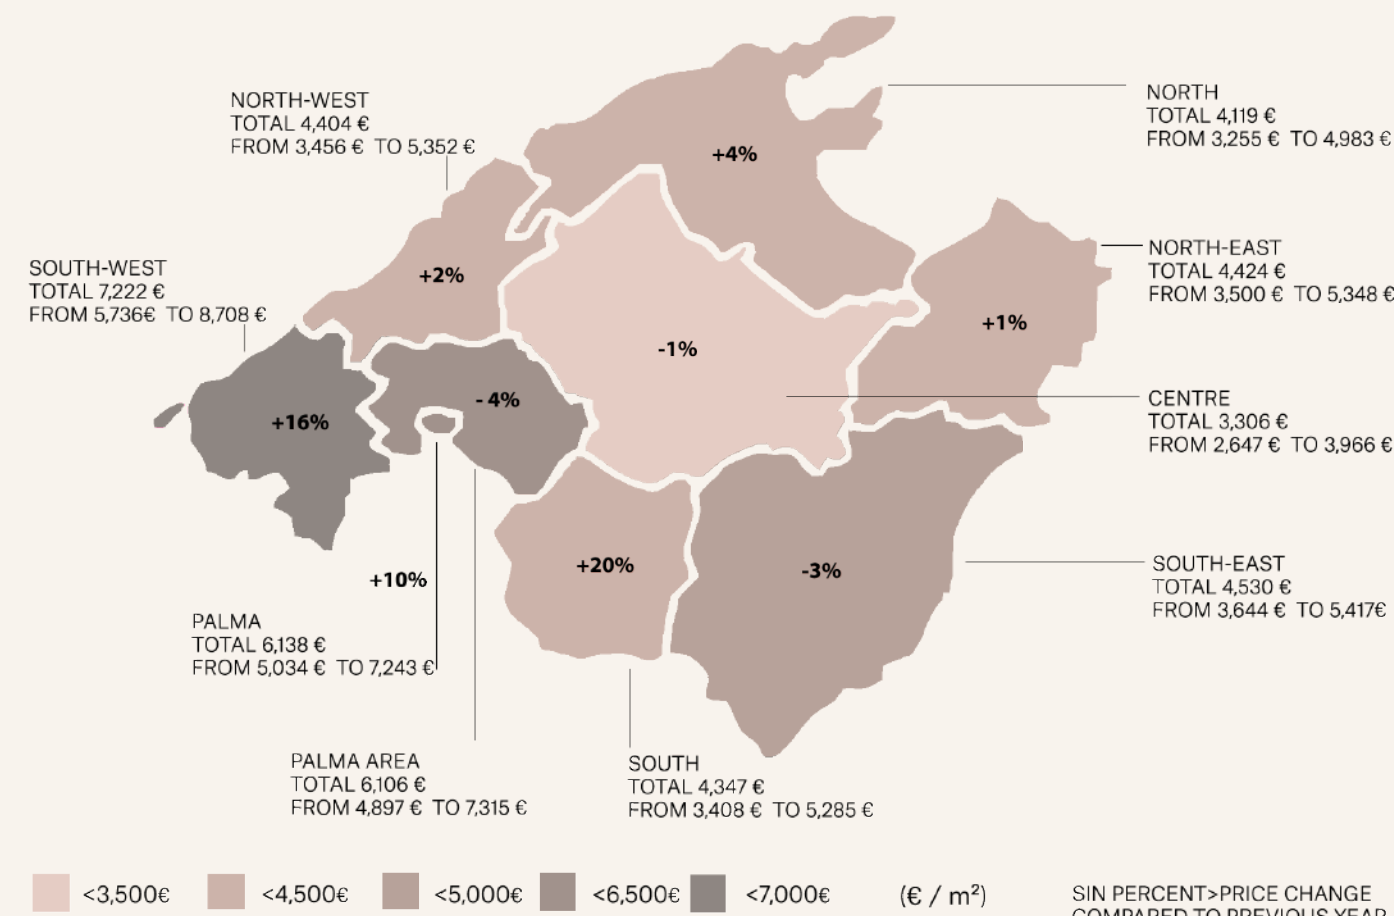 NORTH-WEST
TOTAL 4,404 €
FROM 3,456 € TO 5,352 €
NORTH
TOTAL 4,119 €
FROM 3,255 € TO 4,983 €
+4%
SOUTH-WEST
TOTAL 7,222 €
FROM 5,736€ TO 8,708 €
+2%
NORTH-EAST
TOTAL 4,424 €
FROM 3,500 € TO 5,348 €
+1%
-1%
+16%
- 4%
CENTRE
TOTAL 3,306 €
FROM 2,647 € TO 3,966 €
+20%
-3%
SOUTH-EAST
TOTAL 4,530 €
FROM 3,644 € TO 5,417€
+10%
PALMA
TOTAL 6,138 €
FROM 5,034 € TO 7,243 €
PALMA AREA
TOTAL 6,106 €
FROM 4,897 € TO 7,315 €
SOUTH
TOTAL 4,347 €
FROM 3,408 € TO 5,285 €
<3,500€ <4,500€ <5,000€ <6,500€ <7,000€ (€ / m²)
SIN PERCENT>PRICE CHANGE
COMPARED TO PREVIOUS YEAR